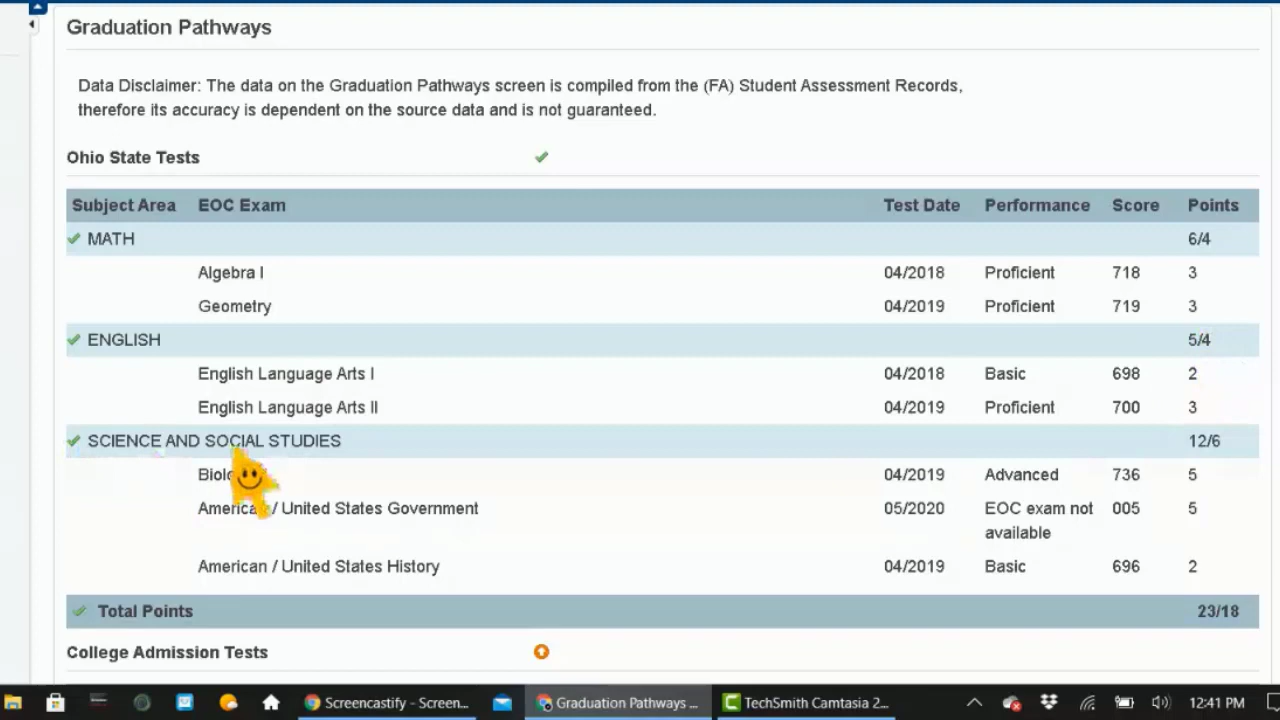 Graduation Pathways
Data Disclaimer: The data on the Graduation Pathways screen is compiled from the (FA) Student Assessment Records,
therefore its accuracy is dependent on the source data and is not guaranteed.
Ohio State Tests
Subject Area EOC Exam Test Date Performance Score Points
MATH 6/4
Algebra I 04/2018 Proficient 718 3
Geometry 04/2019 Proficient 719 3
ENGLISH 5/4
English Language Arts I 04/2018 Basic 698 2
English Language Arts II 04/2019 Proficient 700 3
SCIENCE AND SOCIAL STUDIES 12/6
04/2019 Advanced 736 5
American / United States Government 05/2020 EOC exam not 005 5
available
American / United States History 04/2019 Basic 696 2
Total Points 23/18
College Admission Tests
Screencastify - Screen... Graduation Pathways ... TechSmith Camtasia 2... 12:41 PM